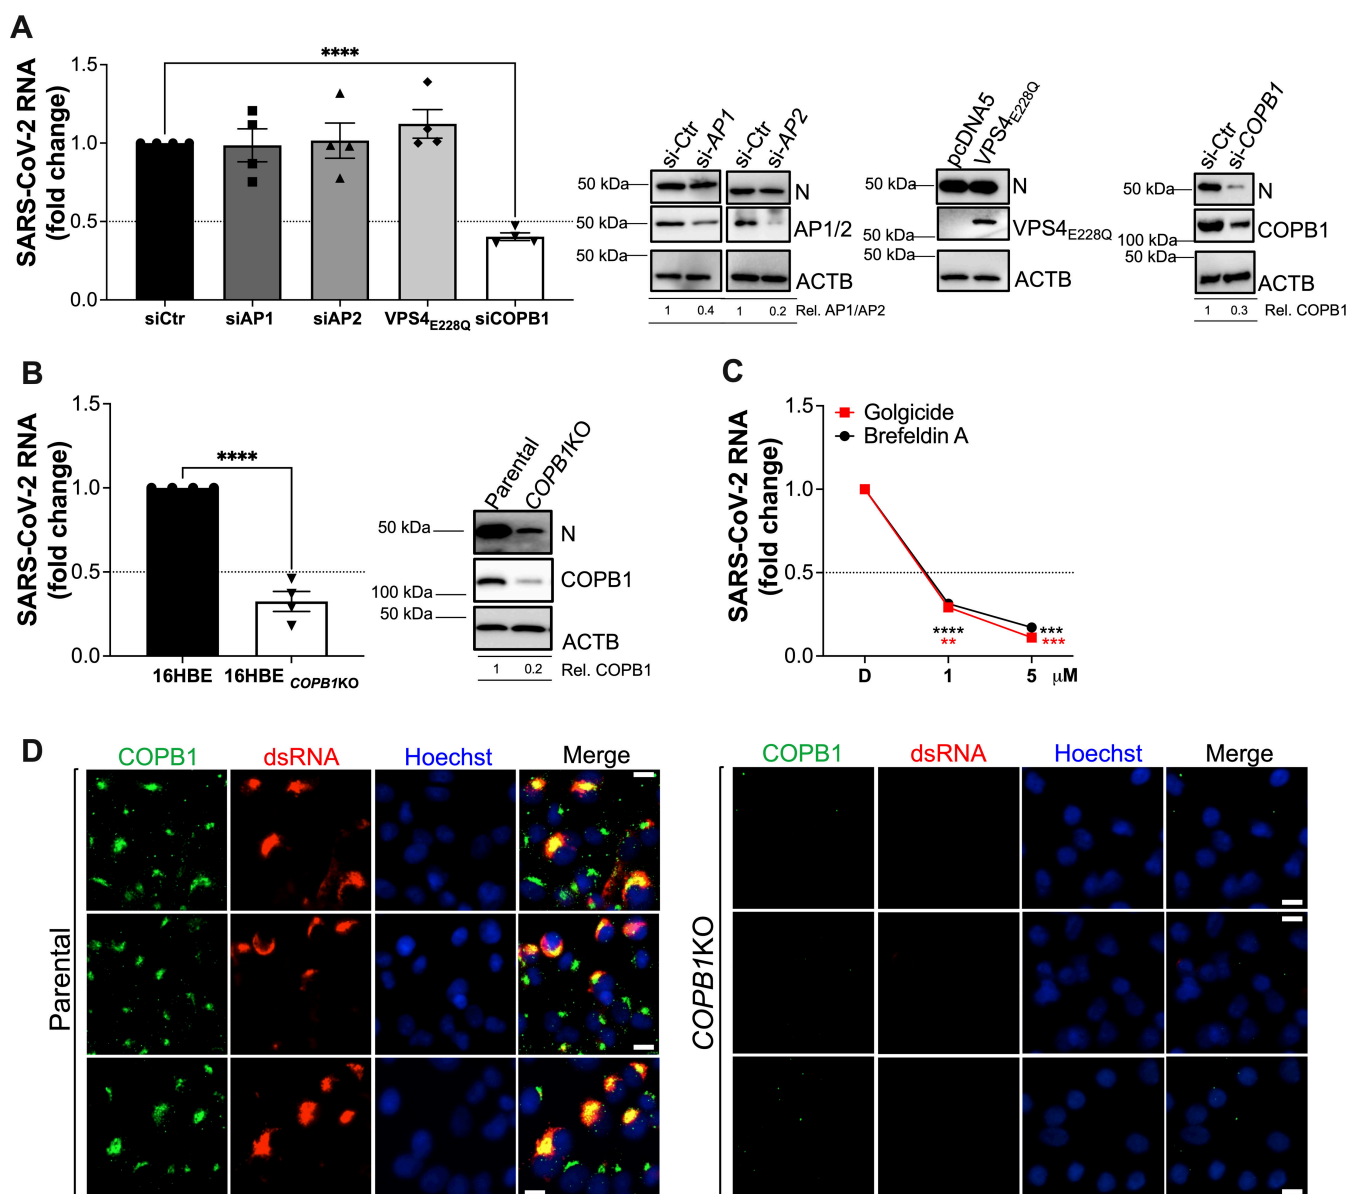 A
SARS-CoV-2 RNA
(fold change)
1.5
1.0
0.5
0.0
****
siCtr siAP1 siAP2 VPS4E228Q siCOPB1
si-Ctr si-AP1 si-Ctr si-AP2
50 kDa N
50 kDa AP1/2
50 kDa ACTB
1 0.4 1 0.2 Rel. AP1/AP2
pcDNA5 VPS4E228Q
50 kDa N
50 kDa VPS4E228Q
50 kDa ACTB
si-Ctr si-COPB1
50 kDa N
100 kDa COPB1
50 kDa ACTB
1 0.3 Rel. COPB1
B
SARS-CoV-2 RNA
(fold change)
1.5
1.0
0.5
0.0
****
16HBE 16HBE COPB1KO
Parental COPB1KO
50 kDa N
100 kDa COPB1
50 kDa ACTB
1 0.2 Rel. COPB1
C
SARS-CoV-2 RNA
(fold change)
1.5
1.0
0.5
0.0
Golgicide
Brefeldin A
**** ***
** ***
D 1 5 μM
D
COPB1 dsRNA Hoechst Merge
Parental
COPB1 dsRNA Hoechst Merge
COPB1KO